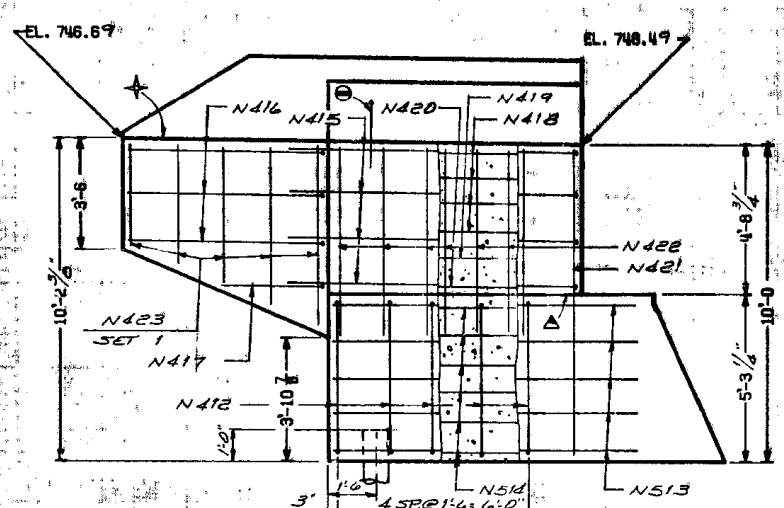 EL. 746.69
EL. 746.49
N416
N415
N420
N419
N418
3'-6
10'-2 3/8"
4'-8 3/4"
10'-0
5'-3 1/4"
N422
N421
N423
SET 1
N417
N412
3'-10 7/8
1'-0"
1'-6"
3"
4 SP.@1'-6=6'-0"
N514
N513